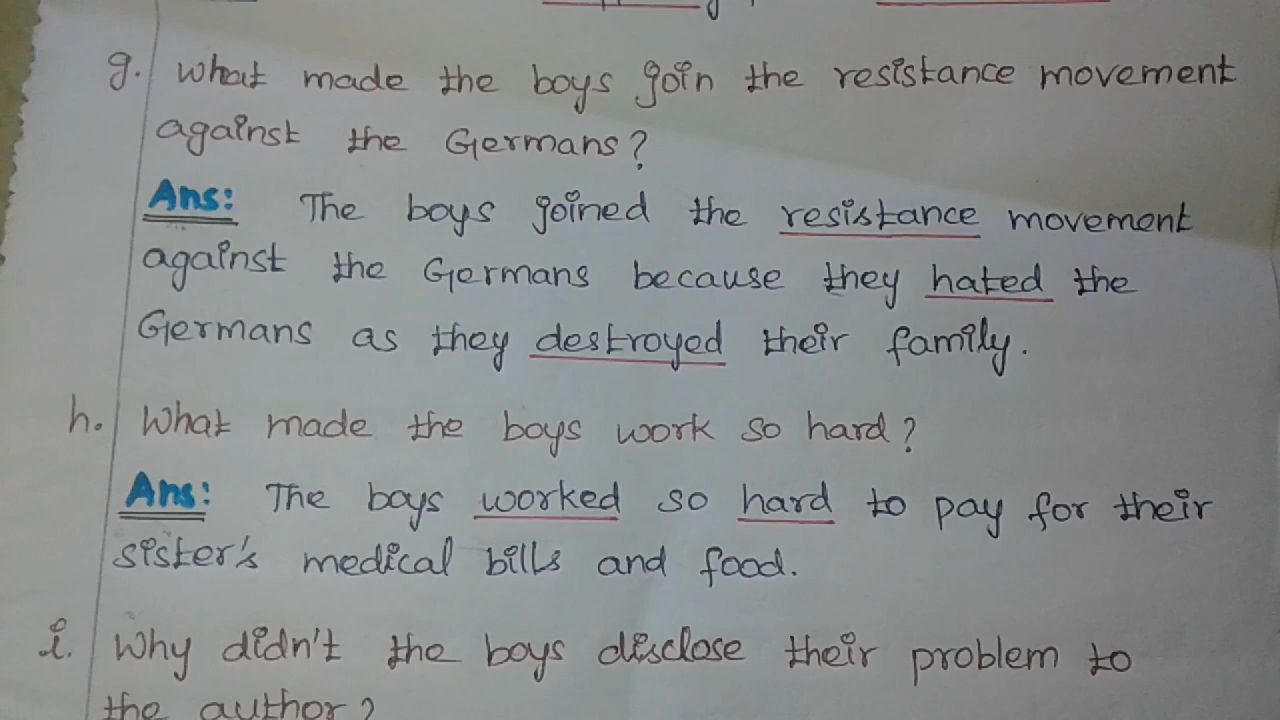 g. What made the boys join the resistance movement
against the Germans?
Ans: The boys joined the resistance movement
against the Germans because they hated the
Germans as they destroyed their family.
h. What made the boys work so hard?
Ans: The boys worked so hard to pay for their
sister's medical bills and food.
i. Why didn't the boys disclose their problem to
the author?